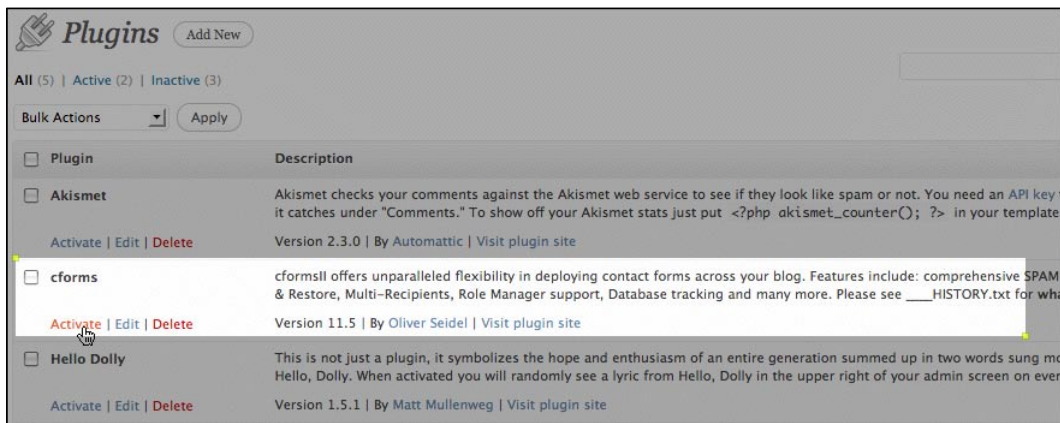 Plugins Add New
All (5) | Active (2) | Inactive (3)
Bulk Actions Apply
Plugin Description
Akismet Akismet checks your comments against the Akismet web service to see if they look like spam or not. You need an API key
it catches under "Comments." To show off your Akismet stats just put <?php akismet_counter(); ?> in your template
Activate | Edit | Delete Version 2.3.0 | By Automattic | Visit plugin site
cforms cformsII offers unparalleled flexibility in deploying contact forms across your blog. Features include: comprehensive SPAM
& Restore, Multi-Recipients, Role Manager support, Database tracking and many more. Please see ____HISTORY.txt for wha
Activate | Edit | Delete Version 11.5 | By Oliver Seidel | Visit plugin site
Hello Dolly This is not just a plugin, it symbolizes the hope and enthusiasm of an entire generation summed up in two words sung mo
Hello, Dolly. When activated you will randomly see a lyric from Hello, Dolly in the upper right of your admin screen on ever
Activate | Edit | Delete Version 1.5.1 | By Matt Mullenweg | Visit plugin site